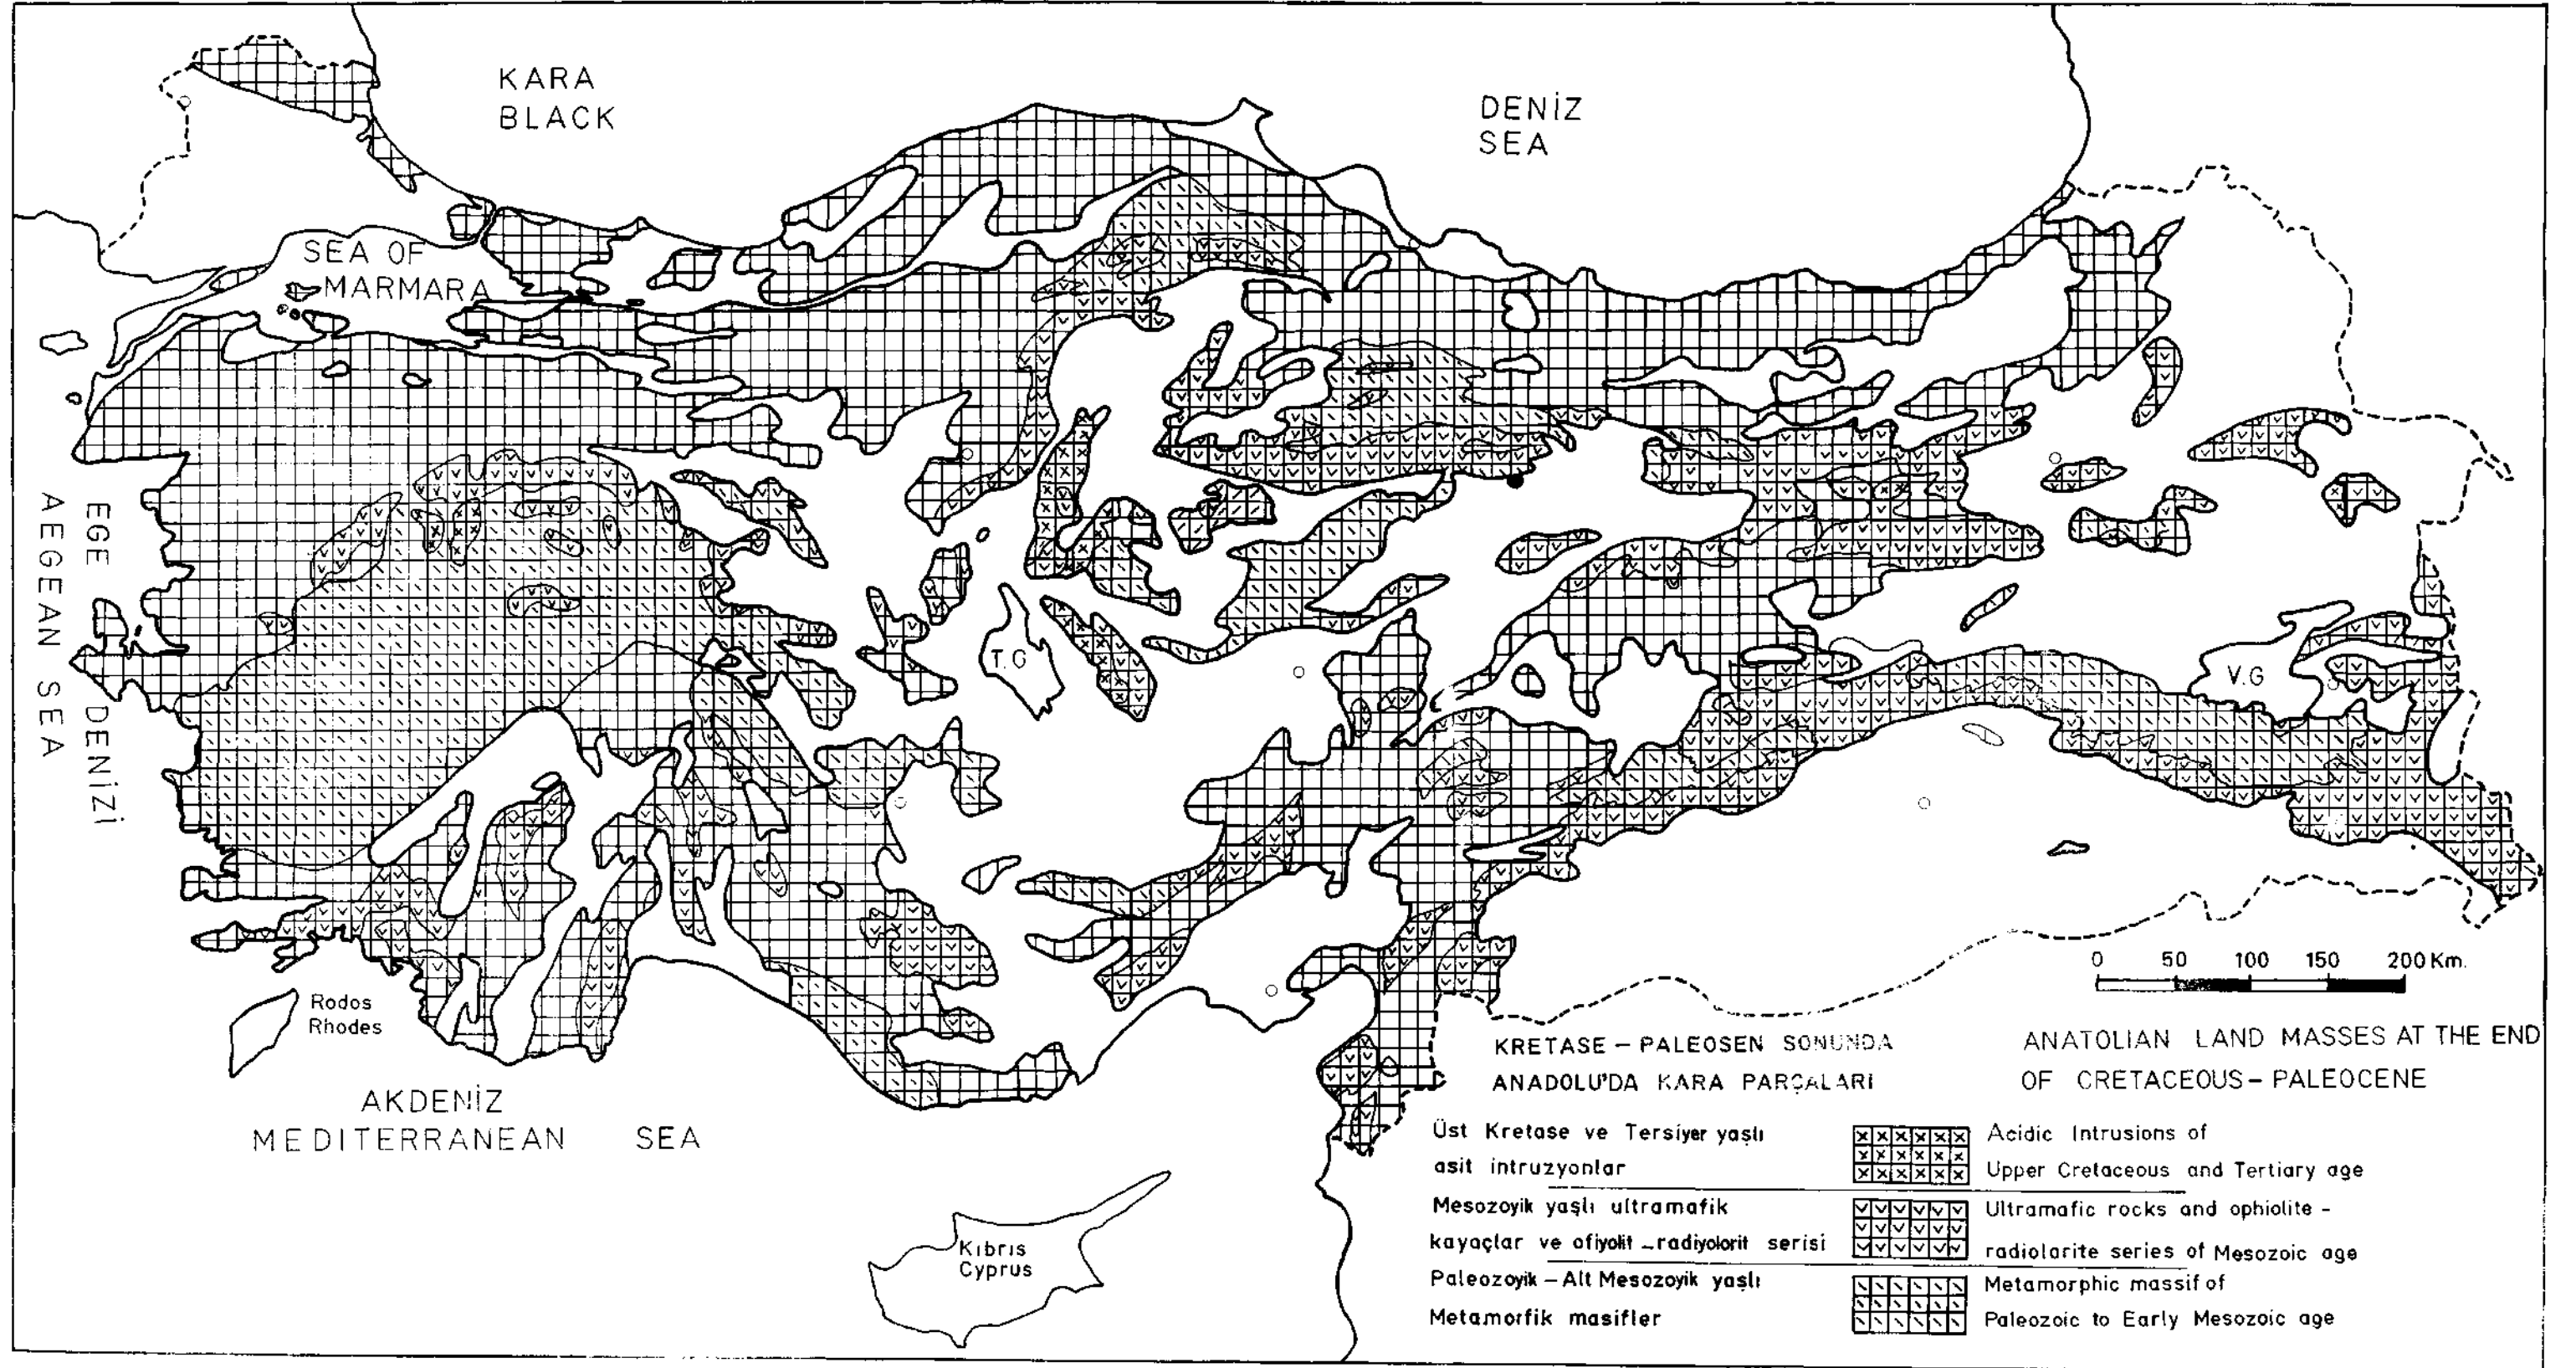 KARA
BLACK
DENİZ
SEA
SEA OF
MARMARA
EGE DENİZİ
AEGEAN SEA
T.G
V.G
Rodos
Rhodes
AKDENİZ
MEDITERRANEAN SEA
Kıbrıs
Cyprus
0 50 100 150 200 Km.
KRETASE – PALEOSEN SONUNDA
ANADOLU'DA KARA PARÇALARI
ANATOLIAN LAND MASSES AT THE END
OF CRETACEOUS – PALEOCENE
Üst Kretase ve Tersiyer yaşlı
asit intruzyonlar
Acidic Intrusions of
Upper Cretaceous and Tertiary age
Mesozoyik yaşlı ultramafik
kayaçlar ve ofiyolit – radiyolorit serisi
Ultramafic rocks and ophiolite –
radiolarite series of Mesozoic age
Paleozoyik – Alt Mesozoyik yaşlı
Metamorfik masifler
Metamorphic massif of
Paleozoic to Early Mesozoic age